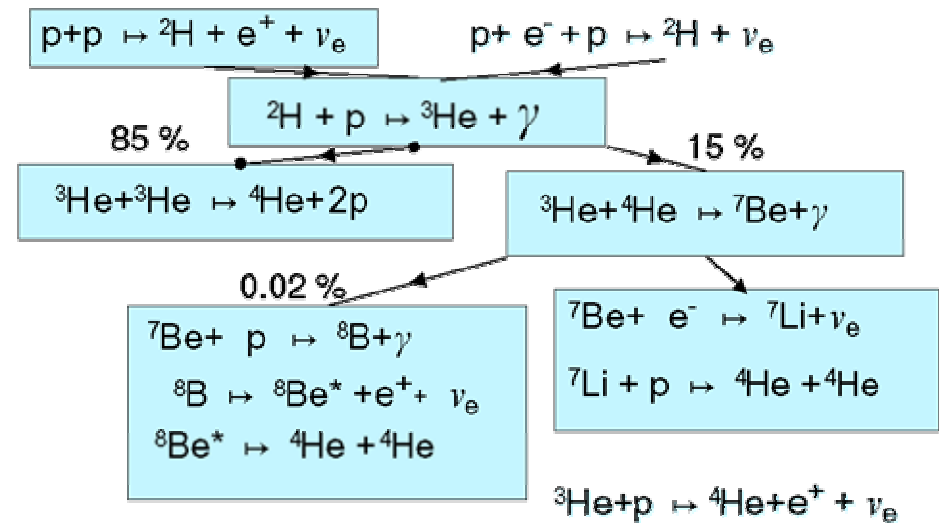 p+p ↦ ²H + e⁺ + νₑ
p+ e⁻ +p ↦ ²H + νₑ
²H + p ↦ ³He + γ
85 %
15 %
³He+³He ↦ ⁴He+2p
³He+⁴He ↦ ⁷Be+γ
0.02 %
⁷Be+ p ↦ ⁸B+γ
⁸B ↦ ⁸Be* +e⁺+ νₑ
⁸Be* ↦ ⁴He +⁴He
⁷Be+ e⁻ ↦ ⁷Li+νₑ
⁷Li + p ↦ ⁴He +⁴He
³He+p ↦ ⁴He+e⁺ + νₑ